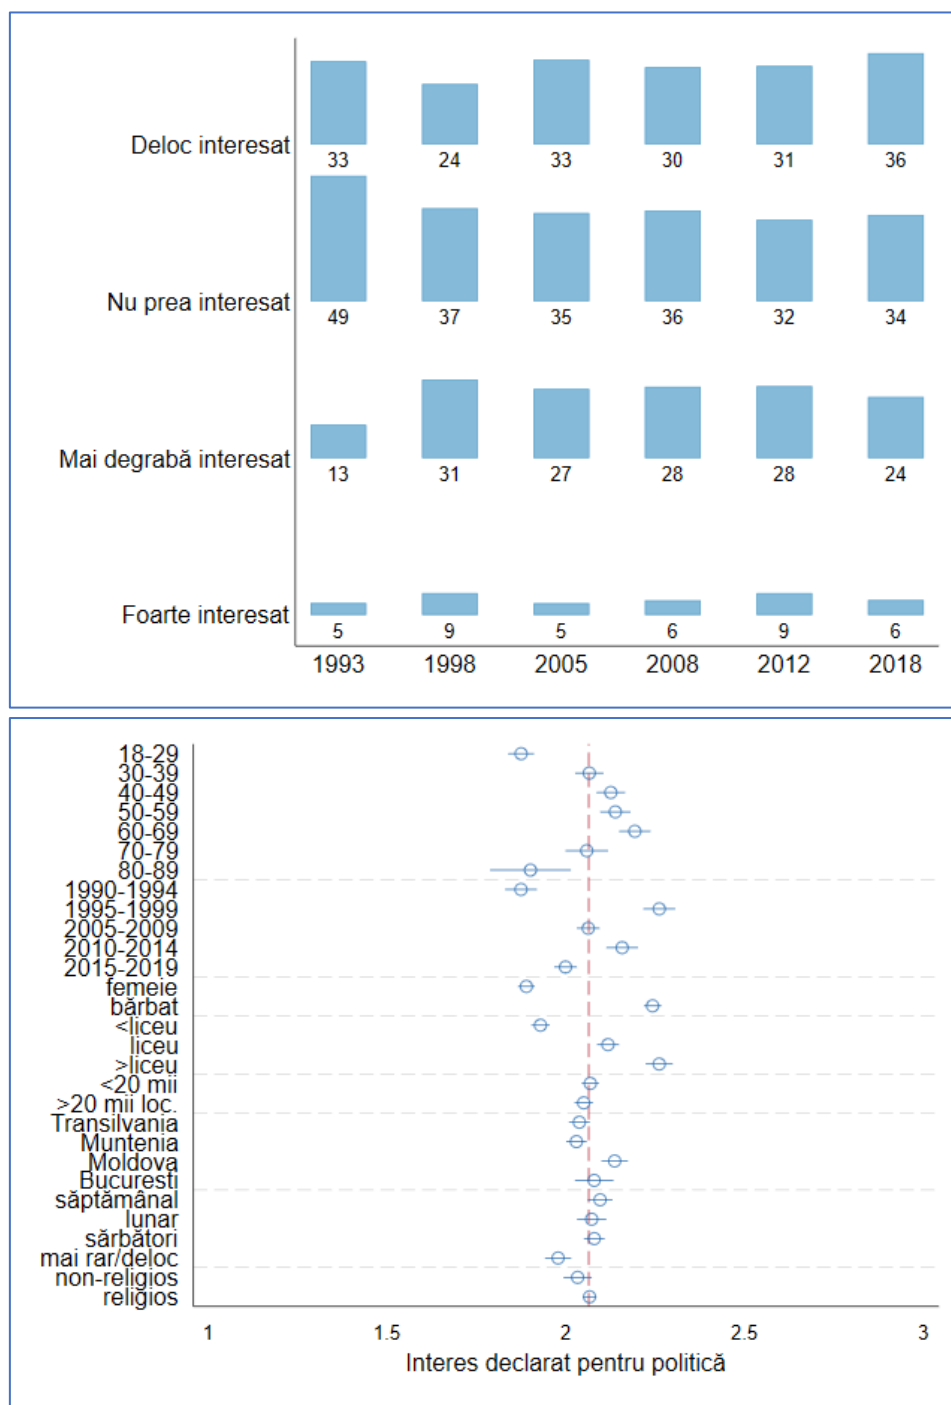 Deloc interesat
33 24 33 30 31 36
Nu prea interesat
49 37 35 36 32 34
Mai degrabă interesat
13 31 27 28 28 24
Foarte interesat
5 9 5 6 9 6
1993 1998 2005 2008 2012 2018
18-29
30-39
40-49
50-59
60-69
70-79
80-89
1990-1994
1995-1999
2005-2009
2010-2014
2015-2019
femeie
bărbat
<liceu
liceu
>liceu
<20 mii
>20 mii loc.
Transilvania
Muntenia
Moldova
Bucuresti
săptămânal
lunar
sărbători
mai rar/deloc
non-religios
religios
1 1.5 2 2.5 3
Interes declarat pentru politică